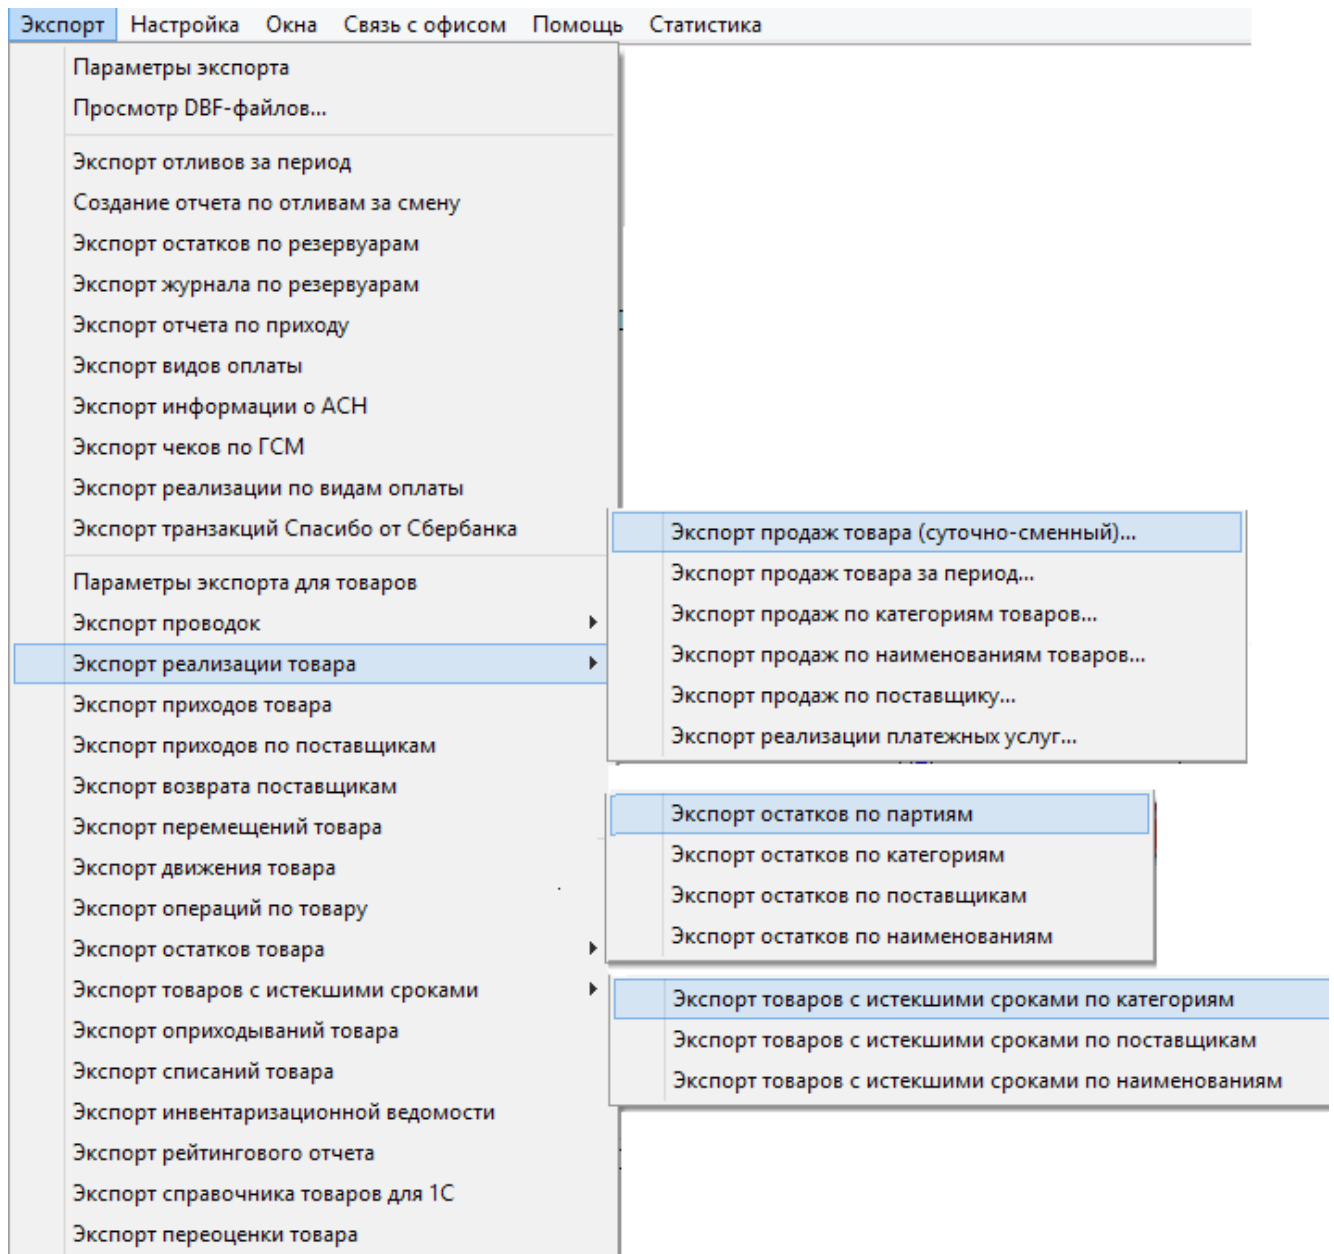 Экспорт Настройка Окна Связь с офисом Помощь Статистика
Параметры экспорта
Просмотр DBF-файлов...
Экспорт отливов за период
Создание отчета по отливам за смену
Экспорт остатков по резервуарам
Экспорт журнала по резервуарам
Экспорт отчета по приходу
Экспорт видов оплаты
Экспорт информации о АСН
Экспорт чеков по ГСМ
Экспорт реализации по видам оплаты
Экспорт транзакций Спасибо от Сбербанка
Параметры экспорта для товаров
Экспорт проводок
Экспорт реализации товара
Экспорт приходов товара
Экспорт приходов по поставщикам
Экспорт возврата поставщикам
Экспорт перемещений товара
Экспорт движения товара
Экспорт операций по товару
Экспорт остатков товара
Экспорт товаров с истекшими сроками
Экспорт оприходываний товара
Экспорт списаний товара
Экспорт инвентаризационной ведомости
Экспорт рейтингового отчета
Экспорт справочника товаров для 1С
Экспорт переоценки товара
Экспорт продаж товара (суточно-сменный)...
Экспорт продаж товара за период...
Экспорт продаж по категориям товаров...
Экспорт продаж по наименованиям товаров...
Экспорт продаж по поставщику...
Экспорт реализации платежных услуг...
Экспорт остатков по партиям
Экспорт остатков по категориям
Экспорт остатков по поставщикам
Экспорт остатков по наименованиям
Экспорт товаров с истекшими сроками по категориям
Экспорт товаров с истекшими сроками по поставщикам
Экспорт товаров с истекшими сроками по наименованиям